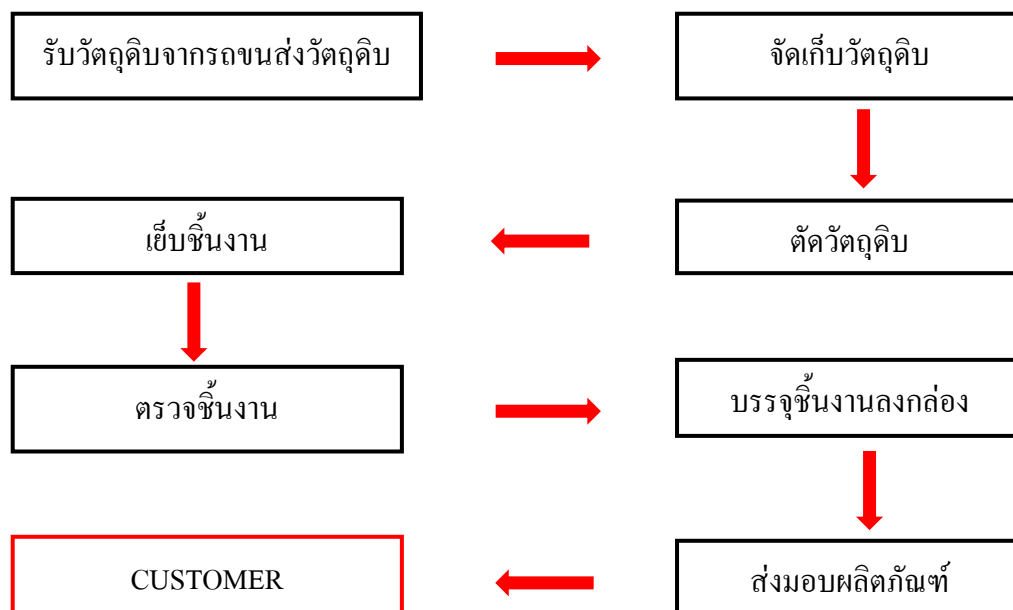 รับวัตถุดิบจากรถขนส่งวัตถุดิบ
จัดเก็บวัตถุดิบ
ตัดวัตถุดิบ
เย็บชิ้นงาน
ตรวจชิ้นงาน
บรรจุชิ้นงานลงกล่อง
ส่งมอบผลิตภัณฑ์
CUSTOMER